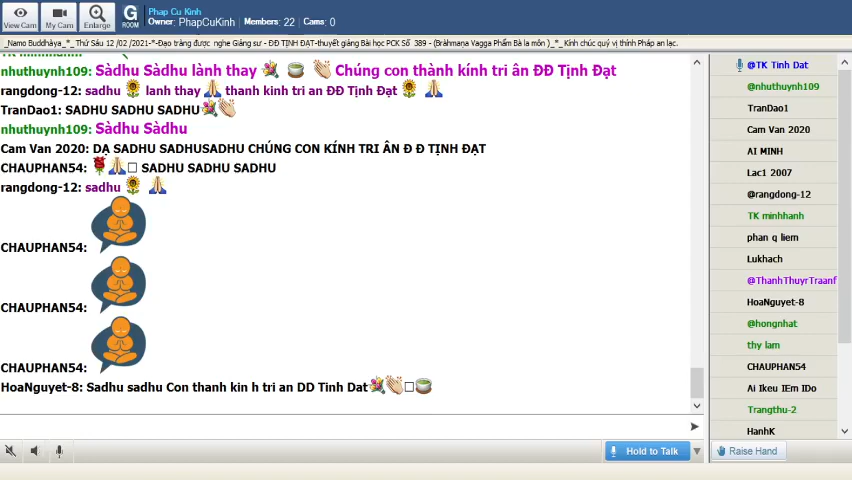 View Cam
My Cam
Enlarge
G
ROOM
Phap Cu Kinh
Owner: PhapCuKinh Members: 22 Cams: 0
_Namo Buddhàya_*_ Thứ Sáu 12 /02 /2021-*-Đạo tràng được nghe Giảng sư - ĐĐ TỊNH ĐẠT-thuyết giảng Bài học PCK Số 389 - (Bràhmaṇa Vagga Phẩm Bà la môn )_*_ Kính chúc quý vị thính Pháp an lạc.
nhuthuynh109: Sàdhu Sàdhu lành thay 💐 🍵 👏 Chúng con thành kính tri ân ĐĐ Tịnh Đạt
rangdong-12: sadhu 🌻 lanh thay 🙏 thanh kinh tri an ĐĐ Tịnh Đạt 🌻 🙏
TranDao1: SADHU SADHU SADHU💐👏
nhuthuynh109: Sàdhu Sàdhu
Cam Van 2020: DẠ SADHU SADHUSADHU CHÚNG CON KÍNH TRI ÂN Đ Đ TỊNH ĐẠT
CHAUPHAN54: 🌹🙏□ SADHU SADHU SADHU
rangdong-12: sadhu 🌻 🙏
CHAUPHAN54:
CHAUPHAN54:
CHAUPHAN54:
HoaNguyet-8: Sadhu sadhu Con thanh kin h tri an DD Tinh Dat💐👏□🍵
@TK Tinh Dat
@nhuthuynh109
TranDao1
Cam Van 2020
AI MINH
Lac1 2007
@rangdong-12
TK minhhanh
phan q liem
Lukhach
@ThanhThuyrTraanf
HoaNguyet-8
@hongnhat
thy lam
CHAUPHAN54
Ai Ikeu IEm IDo
Trangthu-2
HanhK
Hold to Talk
Raise Hand